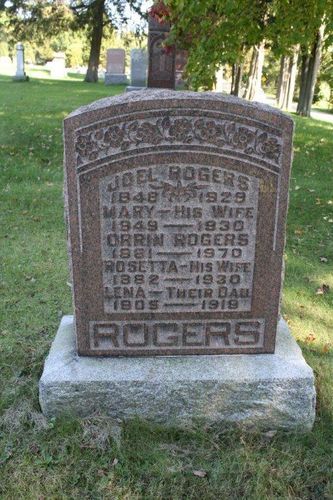 JOEL ROGERS
1848 — 1929
MARY — HIS WIFE
1849 — 1930
ORRIN ROGERS
1881 — 1970
ROSETTA — HIS WIFE
1882 — 1930
LENA — THEIR DAU.
1905 — 1919
ROGERS